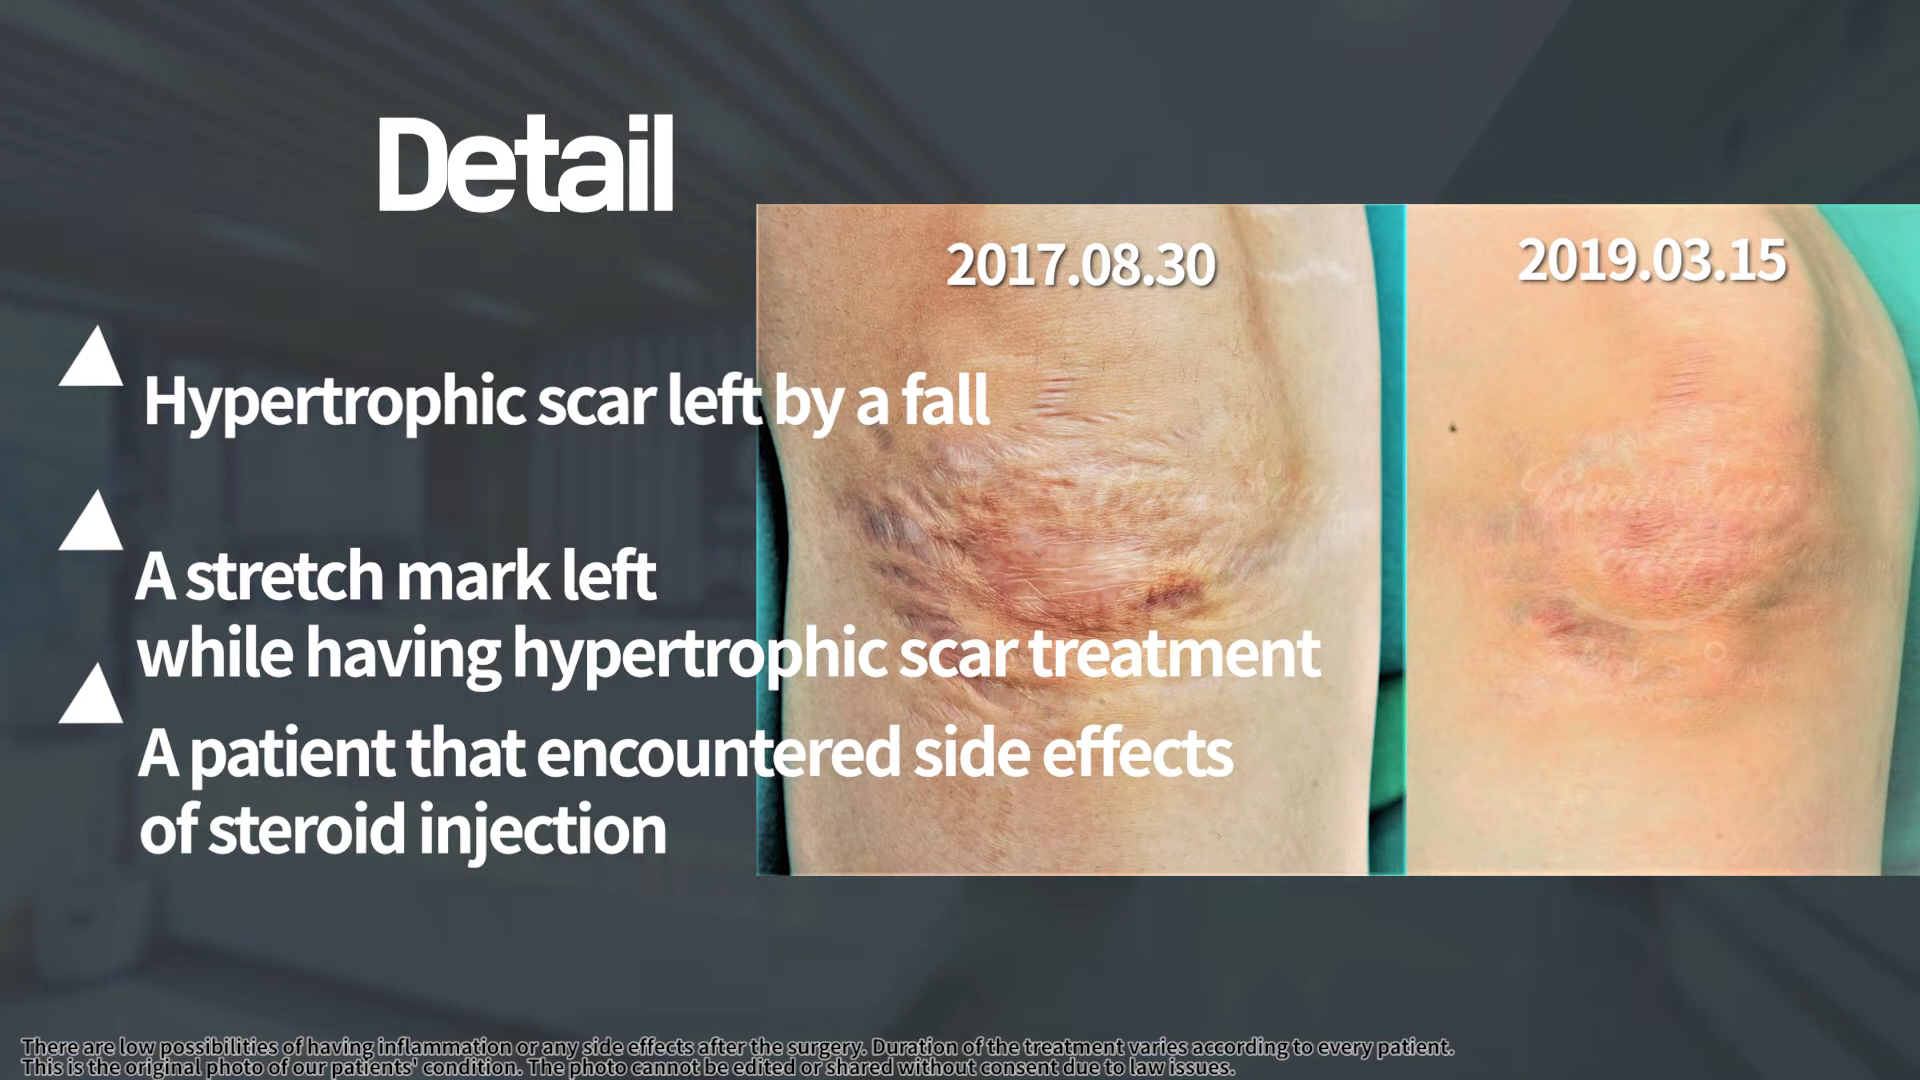 Detail
2017.08.30
2019.03.15
Hypertrophic scar left by a fall
A stretch mark left
while having hypertrophic scar treatment
A patient that encountered side effects
of steroid injection
There are low possibilities of having inflammation or any side effects after the surgery. Duration of the treatment varies according to every patient.
This is the original photo of our patients' condition. The photo cannot be edited or shared without consent due to law issues.